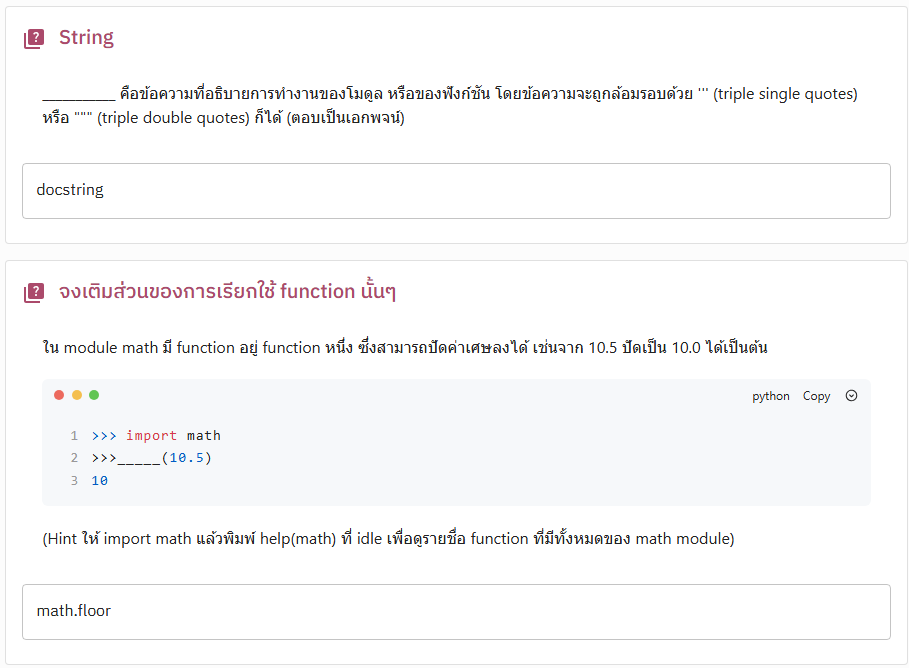 String
___________ คือข้อความที่อธิบายการทำงานของโมดูล หรือของฟังก์ชัน โดยข้อความจะถูกล้อมรอบด้วย ''' (triple single quotes)
หรือ """ (triple double quotes) ก็ได้ (ตอบเป็นเอกพจน์)
docstring
จงเติมส่วนของการเรียกใช้ function นั้นๆ
ใน module math มี function อยู่ function หนึ่ง ซึ่งสามารถปัดค่าเศษลงได้ เช่นจาก 10.5 ปัดเป็น 10.0 ได้เป็นต้น
python Copy
1 >>> import math
2 >>>_____(10.5)
3 10
(Hint ให้ import math แล้วพิมพ์ help(math) ที่ idle เพื่อดูรายชื่อ function ที่มีทั้งหมดของ math module)
math.floor